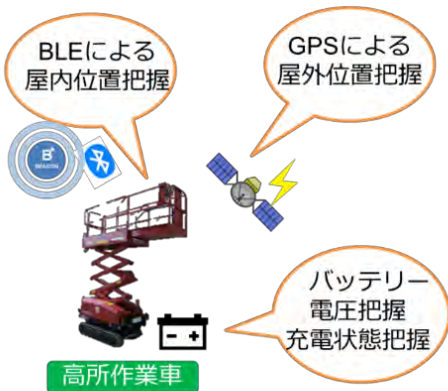 BLEによる
屋内位置把握
GPSによる
屋外位置把握
バッテリー
電圧把握
充電状態把握
高所作業車